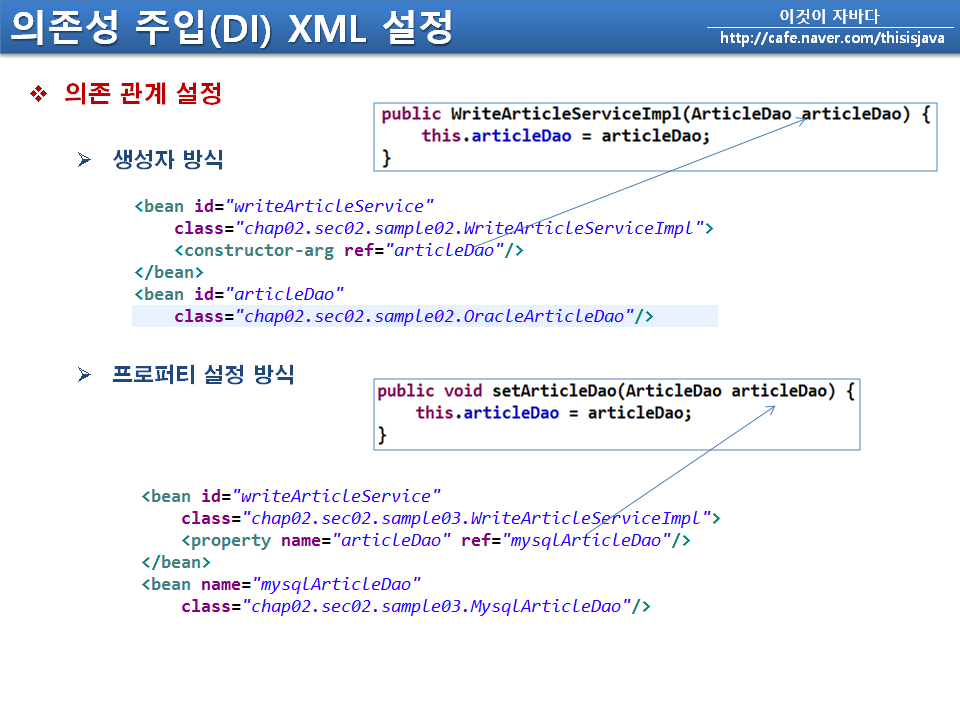 의존성 주입(DI) XML 설정
이것이 자바다
http://cafe.naver.com/thisisjava
❖ 의존 관계 설정
public WriteArticleServiceImpl(ArticleDao articleDao) {
this.articleDao = articleDao;
}
➢ 생성자 방식
<bean id="writeArticleService"
class="chap02.sec02.sample02.WriteArticleServiceImpl">
<constructor-arg ref="articleDao"/>
</bean>
<bean id="articleDao"
class="chap02.sec02.sample02.OracleArticleDao"/>
➢ 프로퍼티 설정 방식
public void setArticleDao(ArticleDao articleDao) {
this.articleDao = articleDao;
}
<bean id="writeArticleService"
class="chap02.sec02.sample03.WriteArticleServiceImpl">
<property name="articleDao" ref="mysqlArticleDao"/>
</bean>
<bean name="mysqlArticleDao"
class="chap02.sec02.sample03.MysqlArticleDao"/>